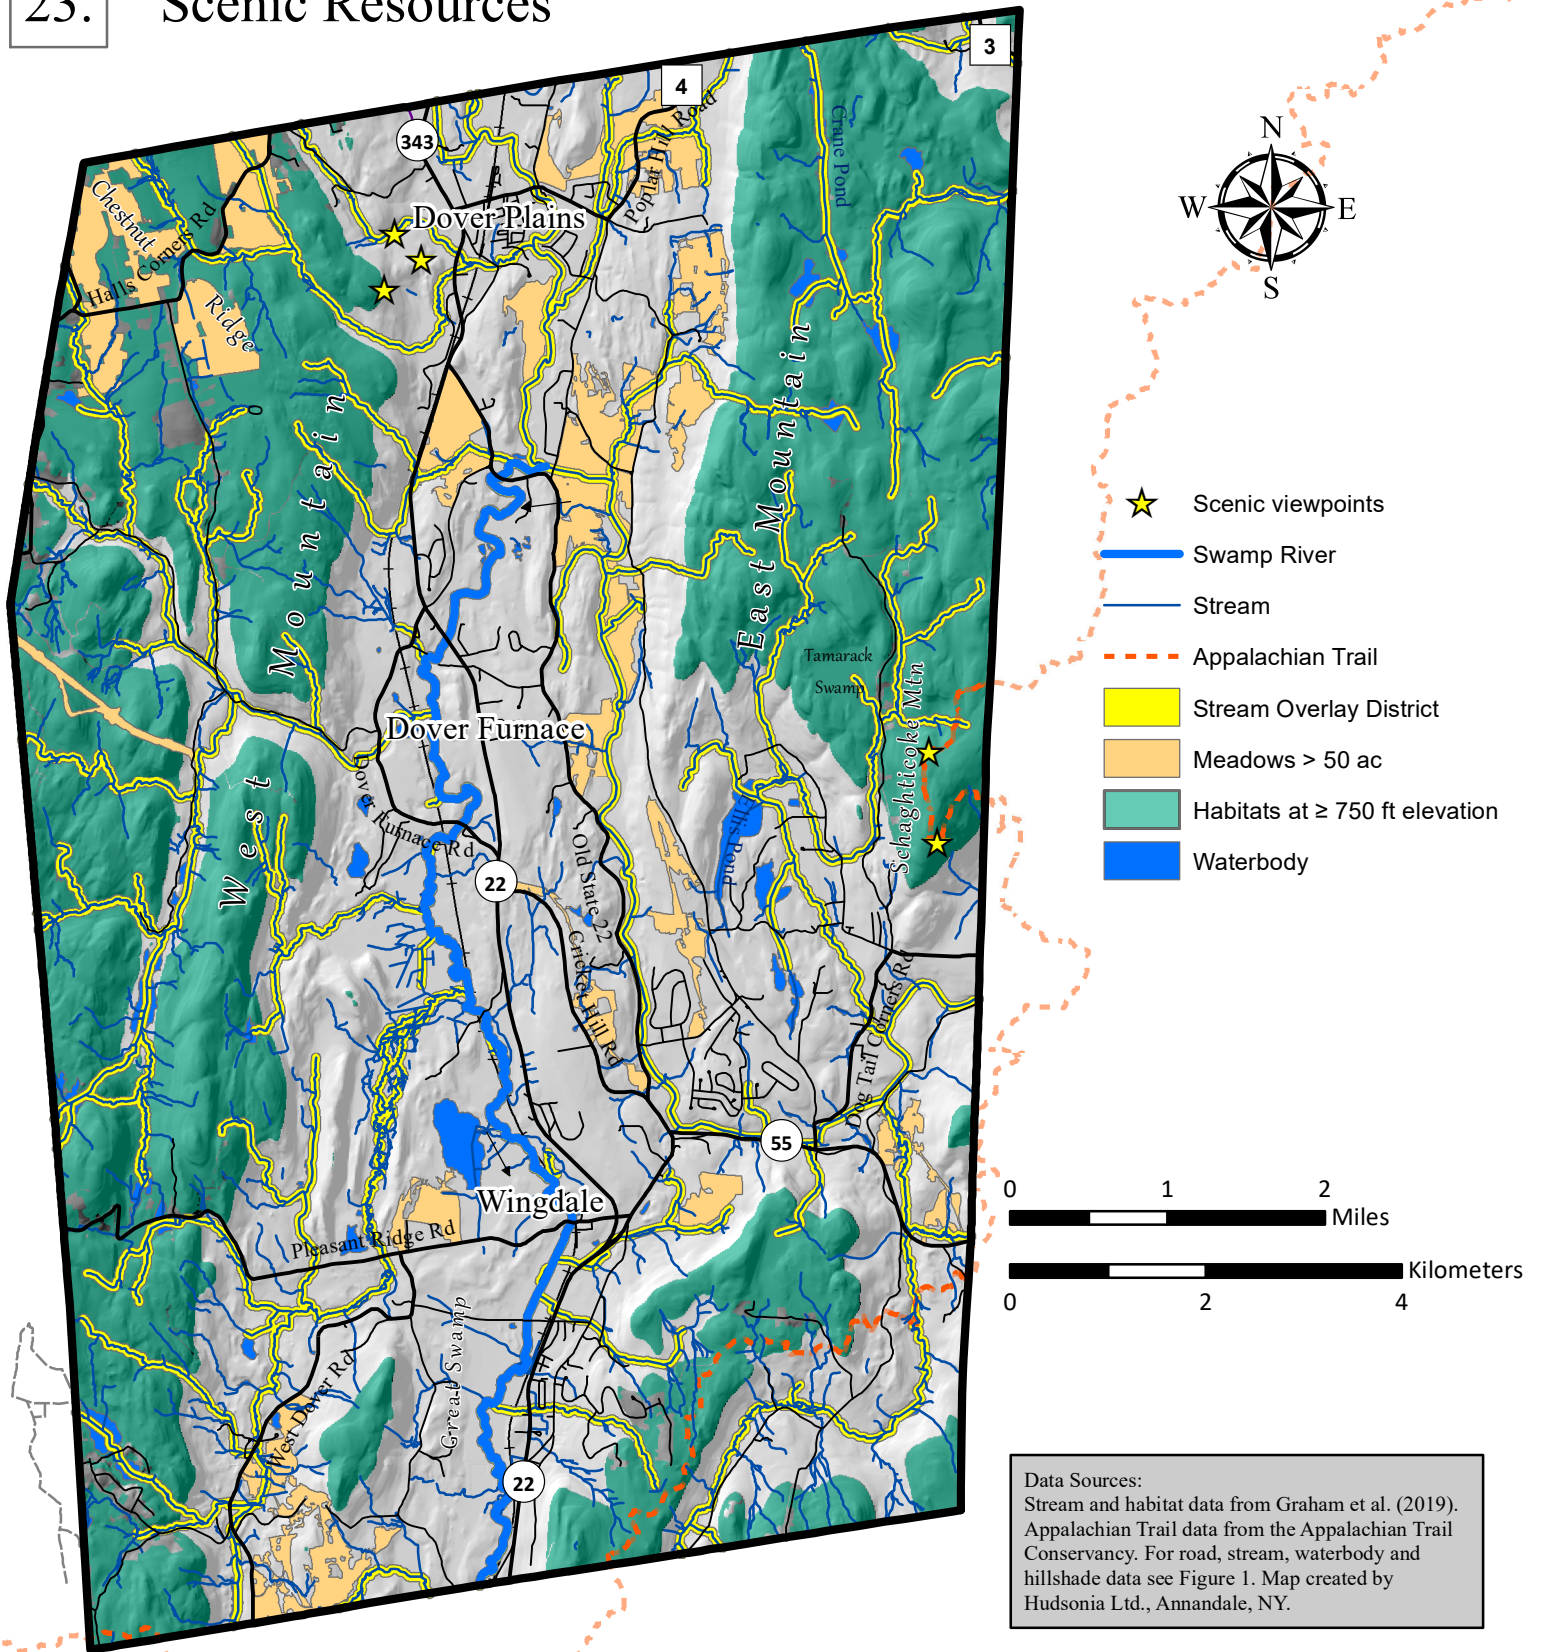 23. Scenic Resources
3
4
343
Crane Pond
Poplar Hill Road
Dover Plains
Chestnut
Ridge
Halls Corners Rd
N
W E
S
West Mountain
East Mountain
Scenic viewpoints
Swamp River
Stream
Appalachian Trail
Stream Overlay District
Meadows > 50 ac
Habitats at ≥ 750 ft elevation
Waterbody
Tamarack
Swamp
Schaghticoke Mtn
Dover Furnace
Dover Furnace Rd
Ellis Pond
22
Old State 22
Cricket Hill Rd
Dog Tail Corners Rd
55
Wingdale
Pleasant Ridge Rd
0 1 2
Miles
Kilometers
0 2 4
Great Swamp
West Dover Rd
22
Data Sources:
Stream and habitat data from Graham et al. (2019).
Appalachian Trail data from the Appalachian Trail
Conservancy. For road, stream, waterbody and
hillshade data see Figure 1. Map created by
Hudsonia Ltd., Annandale, NY.